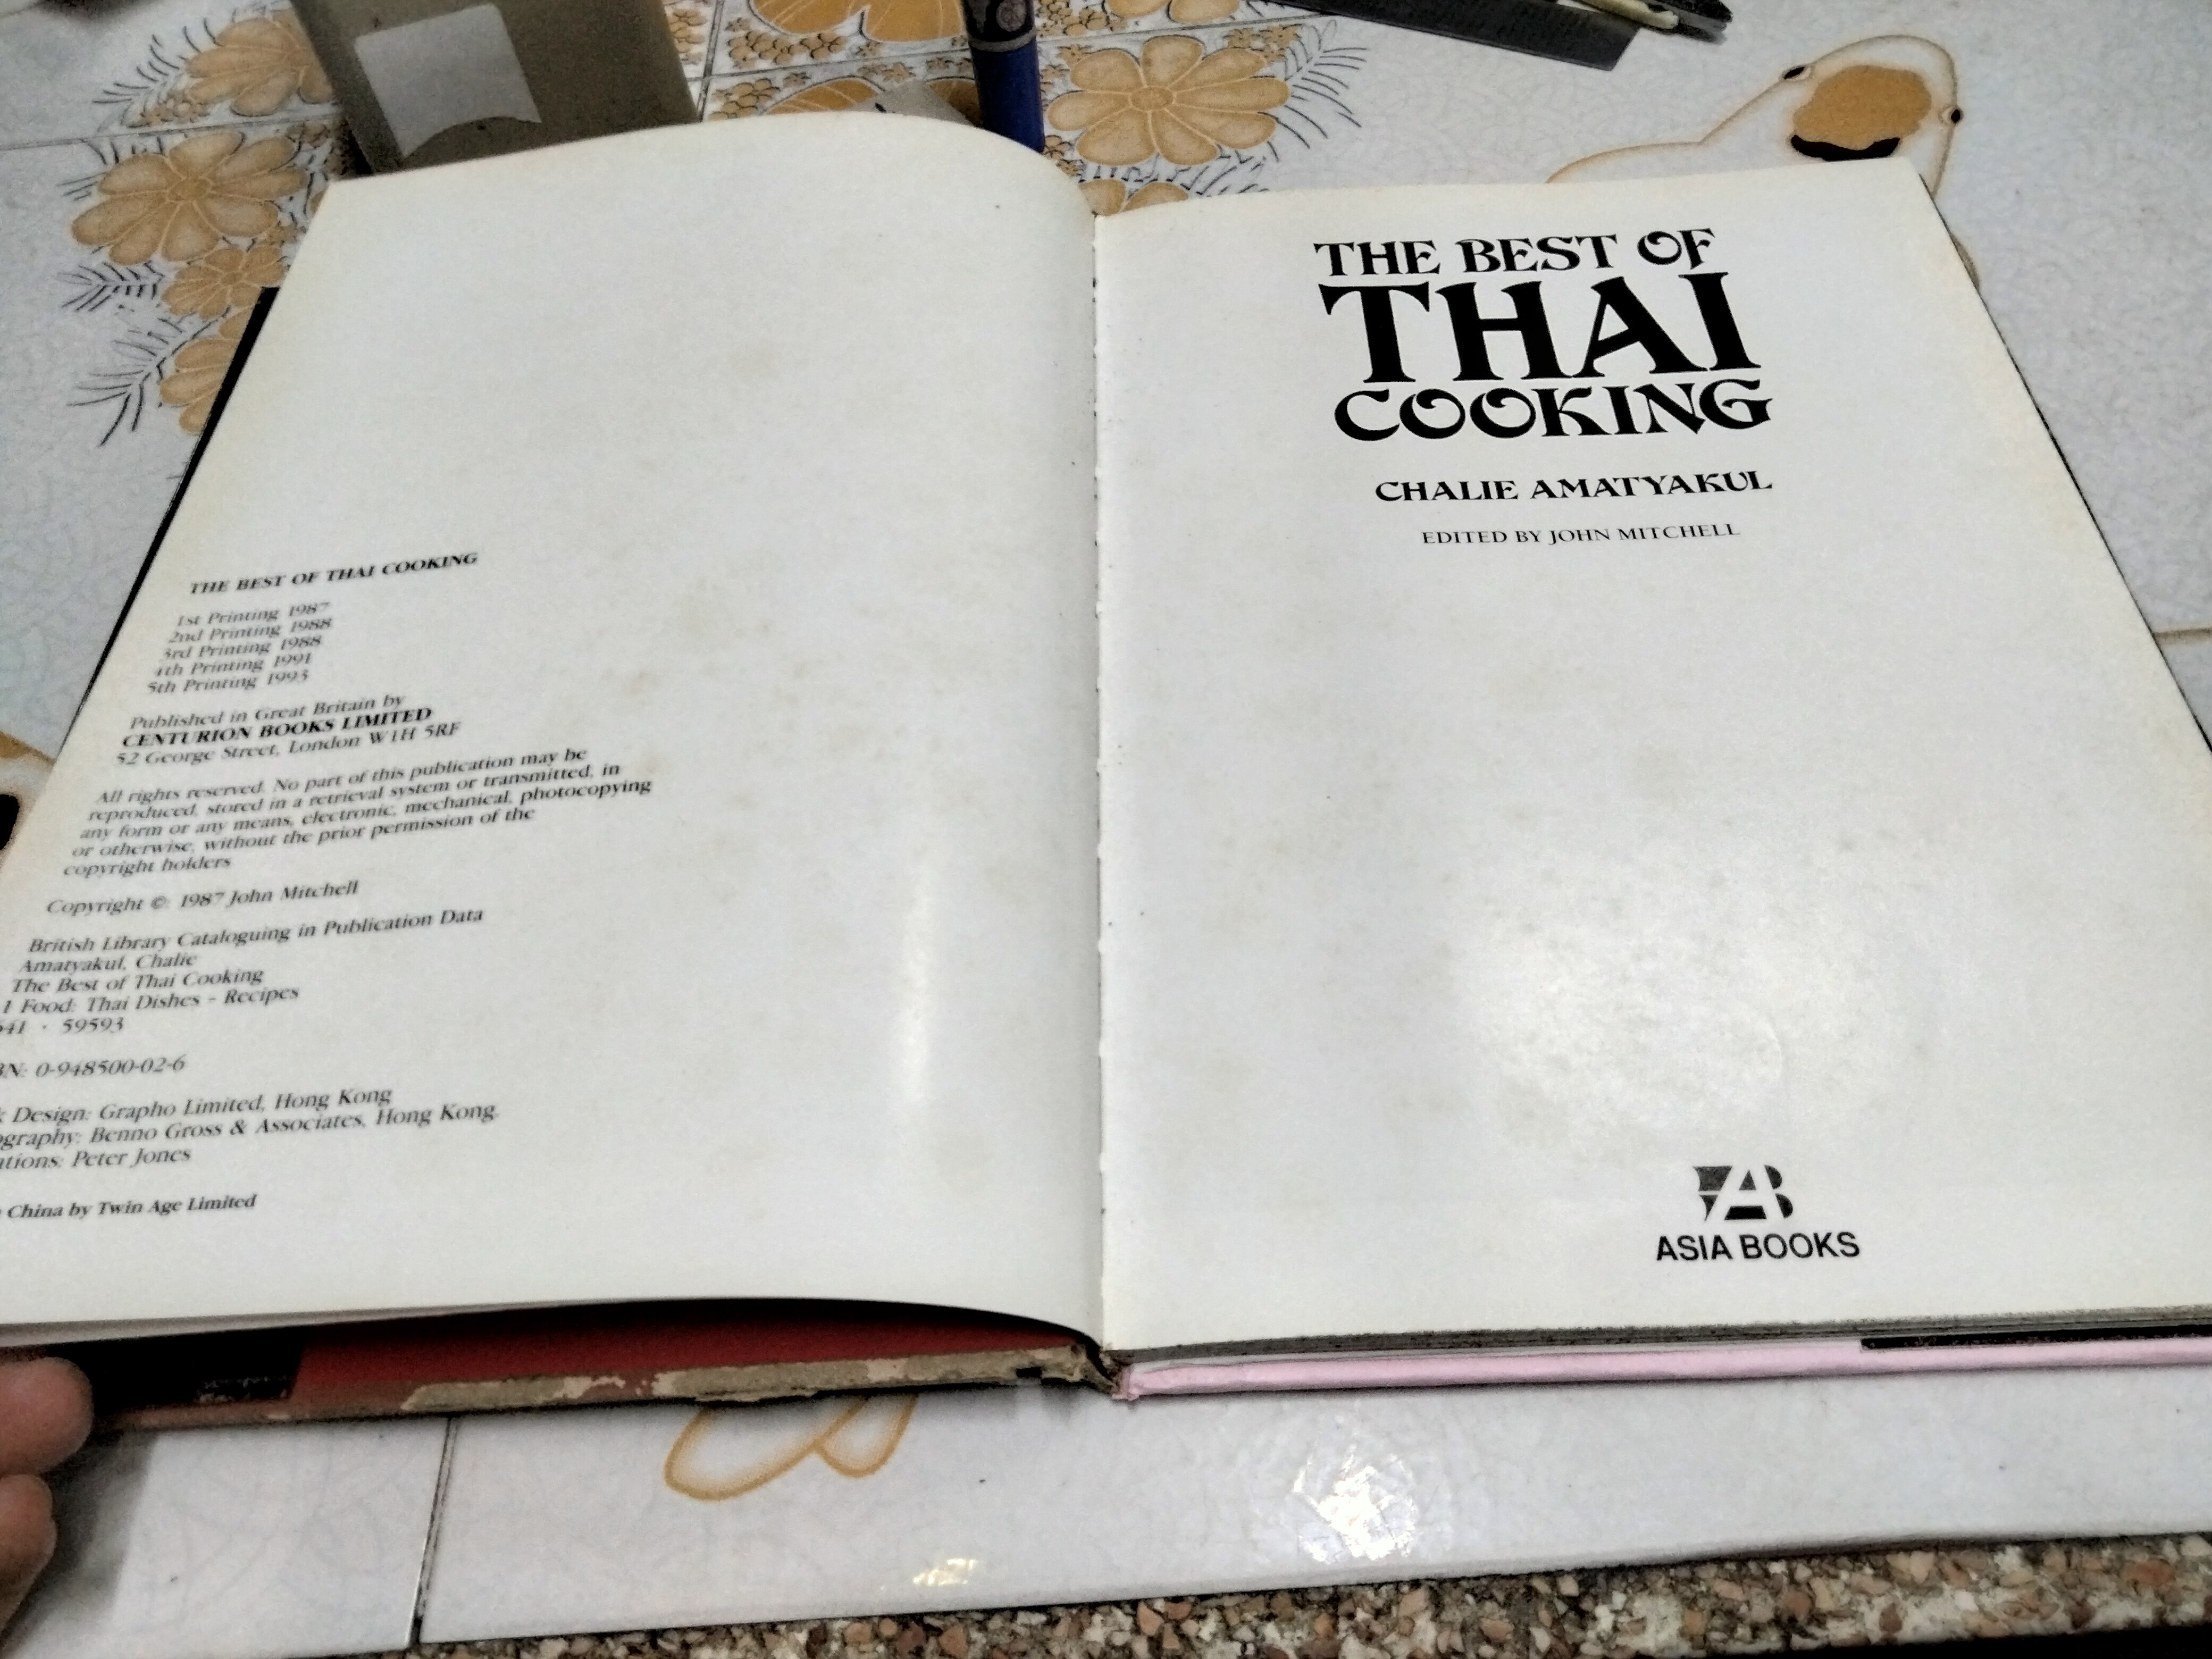 THE BEST OF THAI COOKING
1st Printing 1987
2nd Printing 1988
3rd Printing 1988
4th Printing 1991
5th Printing 1993
Published in Great Britain by
CENTURION BOOKS LIMITED
52 George Street, London W1H 5RF
All rights reserved. No part of this publication may be
reproduced, stored in a retrieval system or transmitted, in
any form or any means, electronic, mechanical, photocopying
or otherwise, without the prior permission of the
copyright holders
Copyright © 1987 John Mitchell
British Library Cataloguing in Publication Data
Amatyakul, Chalie
The Best of Thai Cooking
1 Food: Thai Dishes - Recipes
641 · 59593
BN: 0-948500-02-6
k Design: Grapho Limited, Hong Kong
ography: Benno Gross & Associates, Hong Kong.
ations: Peter Jones
China by Twin Age Limited
THE BEST OF
THAI
COOKING
CHALIE AMATYAKUL
EDITED BY JOHN MITCHELL
AB
ASIA BOOKS